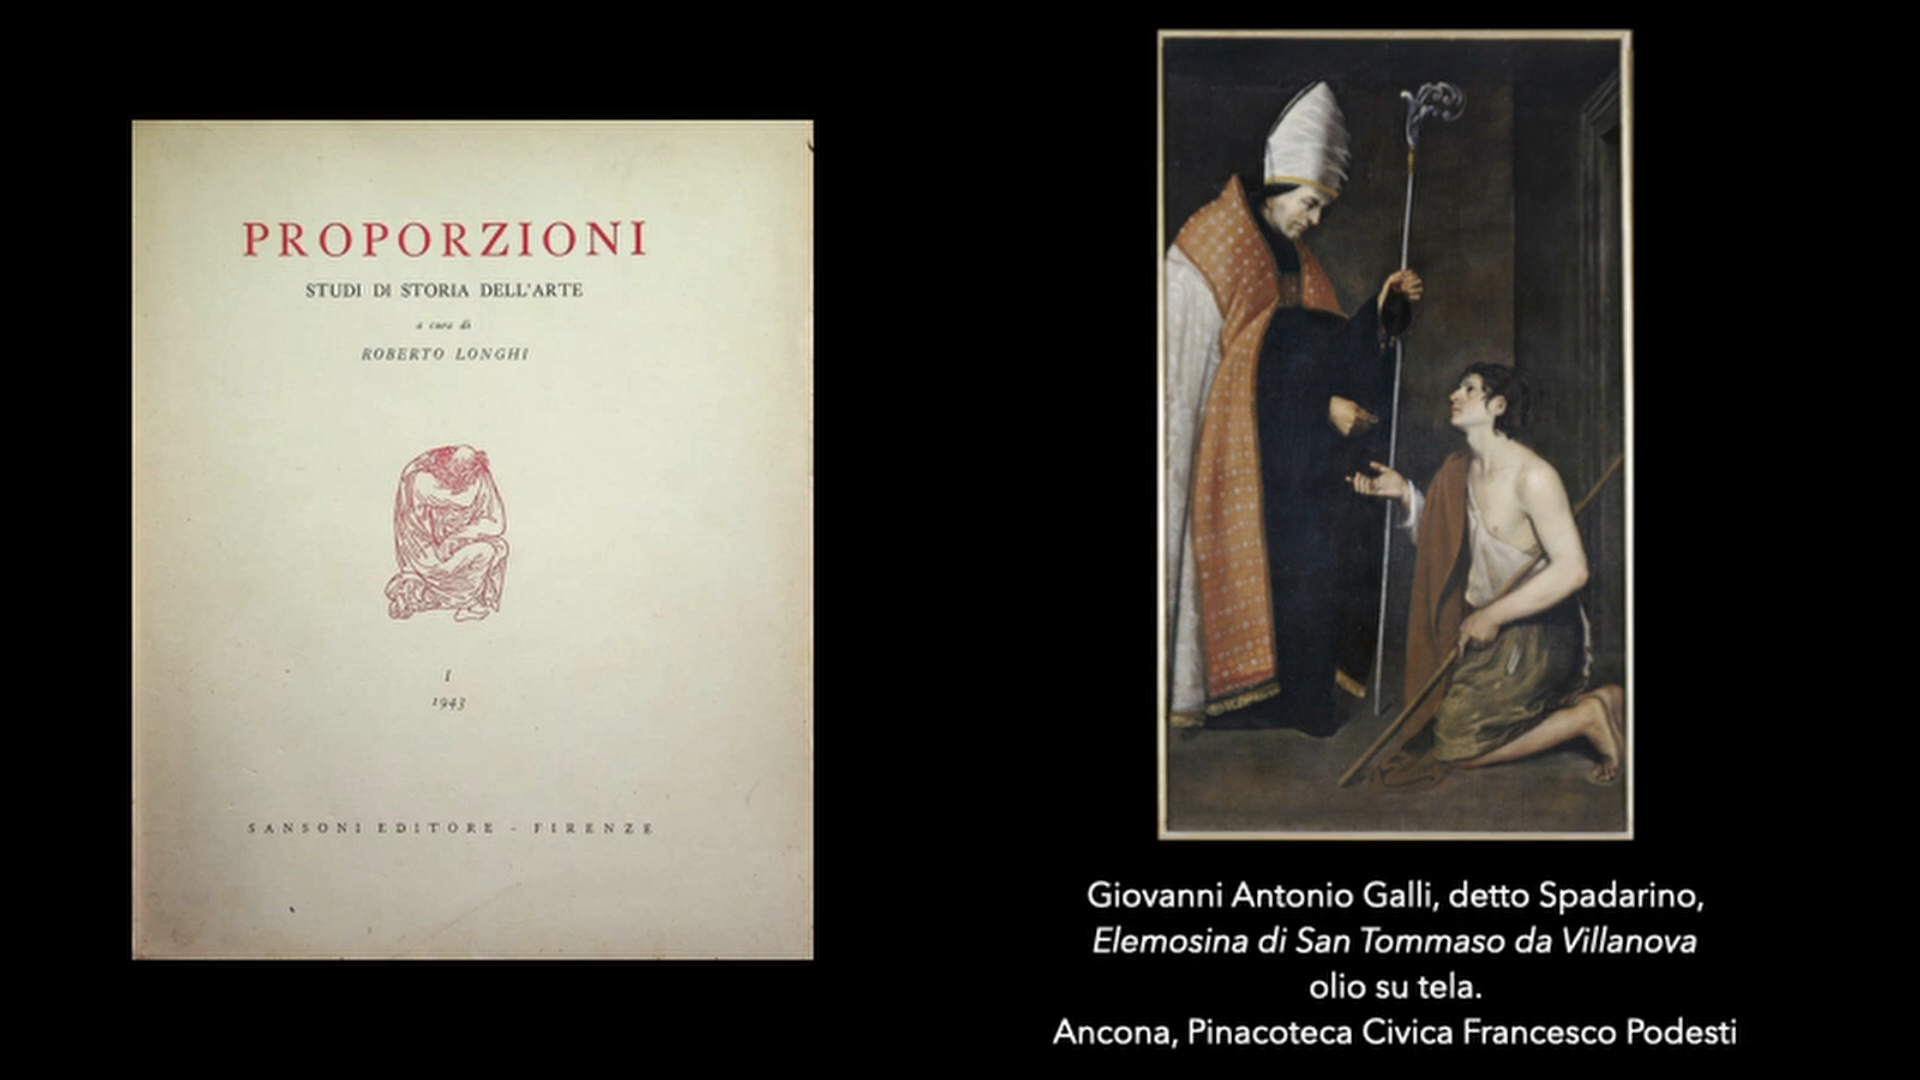 PROPORZIONI
STUDI DI STORIA DELL'ARTE
a cura di
ROBERTO LONGHI
I
1943
SANSONI EDITORE - FIRENZE
Giovanni Antonio Galli, detto Spadarino,
Elemosina di San Tommaso da Villanova
olio su tela.
Ancona, Pinacoteca Civica Francesco Podesti